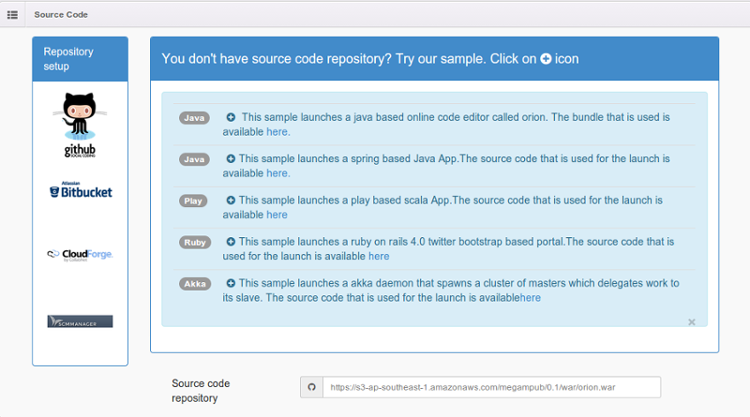 Source Code
Repository
setup
github
SOCIAL CODING
Atlassian
Bitbucket
CloudForge
SCMMANAGER
You don't have source code repository? Try our sample. Click on icon
Java This sample launches a java based online code editor called orion. The bundle that is used is
available here.
Java This sample launches a spring based Java App.The source code that is used for the launch is
available here.
Play This sample launches a play based scala App.The source code that is used for the launch is
available here
Ruby This sample launches a ruby on rails 4.0 twitter bootstrap based portal.The source code that is
used for the launch is available here
Akka This sample launches a akka daemon that spawns a cluster of masters which delegates work to
its slave. The source code that is used for the launch is availablehere
×
Source code
repository
https://s3-ap-southeast-1.amazonaws.com/megampub/0.1/war/orion.war